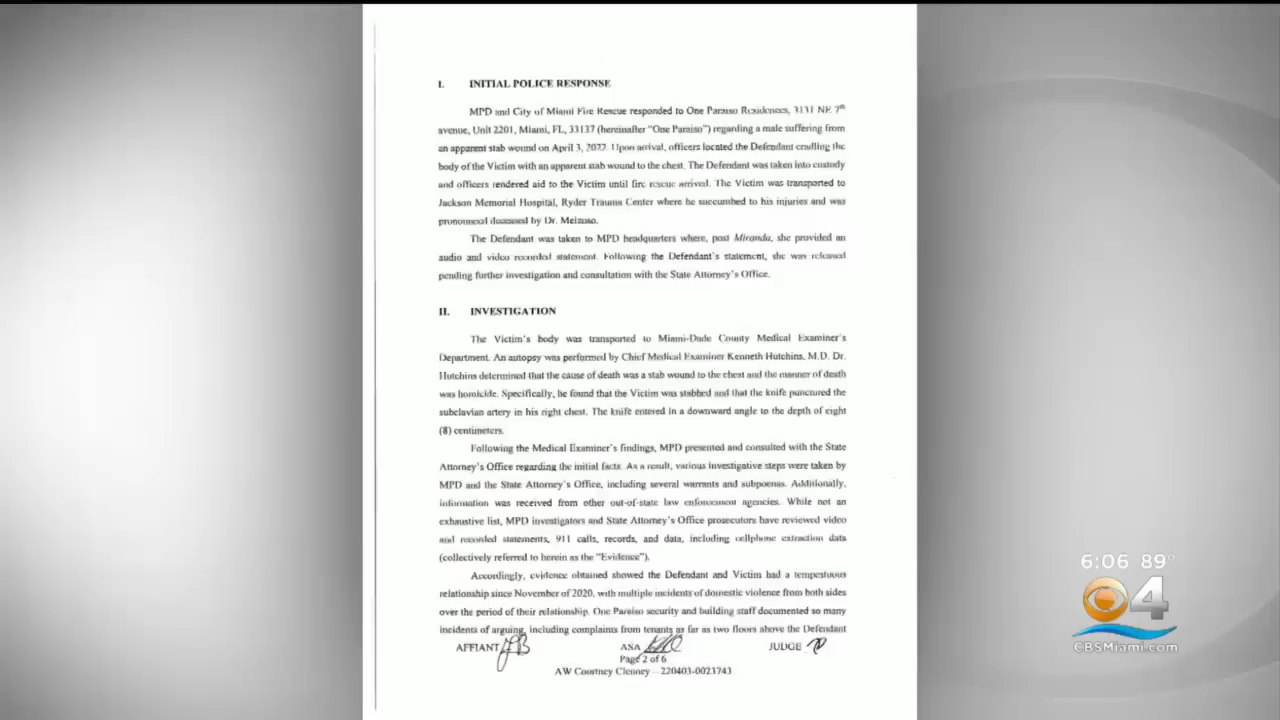 I. INITIAL POLICE RESPONSE
MPD and City of Miami Fire Rescue responded to One Paraiso Residences, 3131 NE 7th
avenue, Unit 2201, Miami, FL, 33137 (hereinafter "One Paraiso") regarding a male suffering from
an apparent stab wound on April 3, 2022. Upon arrival, officers located the Defendant cradling the
body of the Victim with an apparent stab wound to the chest. The Defendant was taken into custody
and officers rendered aid to the Victim until fire rescue arrival. The Victim was transported to
Jackson Memorial Hospital, Ryder Trauma Center where he succumbed to his injuries and was
pronounced deceased by Dr. Meizoso.
The Defendant was taken to MPD headquarters where, post Miranda, she provided an
audio and video recorded statement. Following the Defendant's statement, she was released
pending further investigation and consultation with the State Attorney's Office.
II. INVESTIGATION
The Victim's body was transported to Miami-Dade County Medical Examiner's
Department. An autopsy was performed by Chief Medical Examiner Kenneth Hutchins, M.D. Dr.
Hutchins determined that the cause of death was a stab wound to the chest and the manner of death
was homicide. Specifically, he found that the Victim was stabbed and that the knife punctured the
subclavian artery in his right chest. The knife entered in a downward angle to the depth of eight
(8) centimeters.
Following the Medical Examiner's findings, MPD presented and consulted with the State
Attorney's Office regarding the initial facts. As a result, various investigative steps were taken by
MPD and the State Attorney's Office, including several warrants and subpoenas. Additionally,
information was received from other out-of-state law enforcement agencies. While not an
exhaustive list, MPD investigators and State Attorney's Office prosecutors have reviewed video
and recorded statements, 911 calls, records, and data, including cellphone extraction data
(collectively referred to herein as the "Evidence").
Accordingly, evidence obtained showed the Defendant and Victim had a tempestuous
relationship since November of 2020, with multiple incidents of domestic violence from both sides
over the period of their relationship. One Paraiso security and building staff documented so many
incidents of arguing, including complaints from tenants as far as two floors above the Defendant
AFFIANT ASA JUDGE
Page 2 of 6
AW Courtney Clenney – 220403-0023743
6:06 89°
4
CBSMiami.com